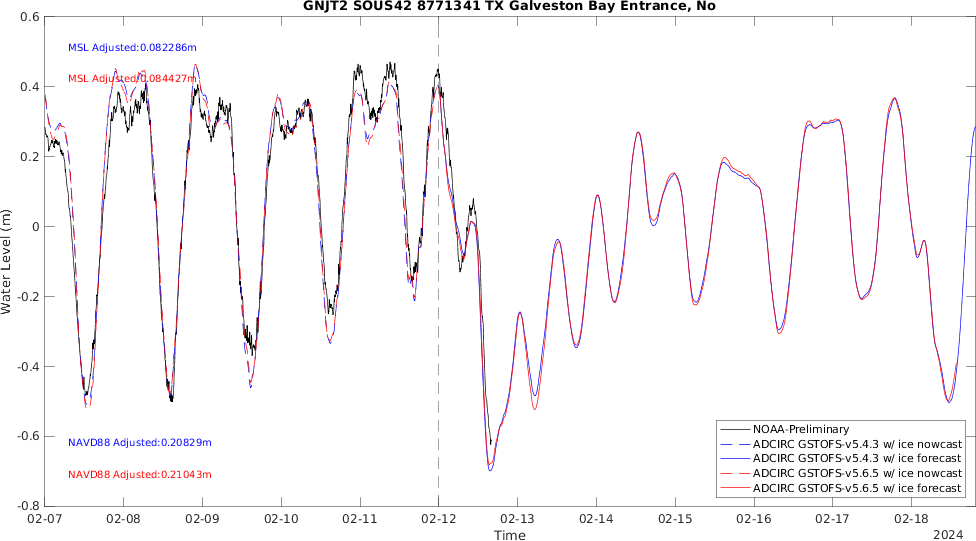 GNJT2 SOUS42 8771341 TX Galveston Bay Entrance, No
0.6
MSL Adjusted:0.082286m
MSL Adjusted:0.084427m
0.4
0.2
0
-0.2
-0.4
-0.6
-0.8
Water Level (m)
NAVD88 Adjusted:0.20829m
NAVD88 Adjusted:0.21043m
NOAA-Preliminary
ADCIRC GSTOFS-v5.4.3 w/ ice nowcast
ADCIRC GSTOFS-v5.4.3 w/ ice forecast
ADCIRC GSTOFS-v5.6.5 w/ ice nowcast
ADCIRC GSTOFS-v5.6.5 w/ ice forecast
02-07 02-08 02-09 02-10 02-11 02-12 02-13 02-14 02-15 02-16 02-17 02-18
Time
2024